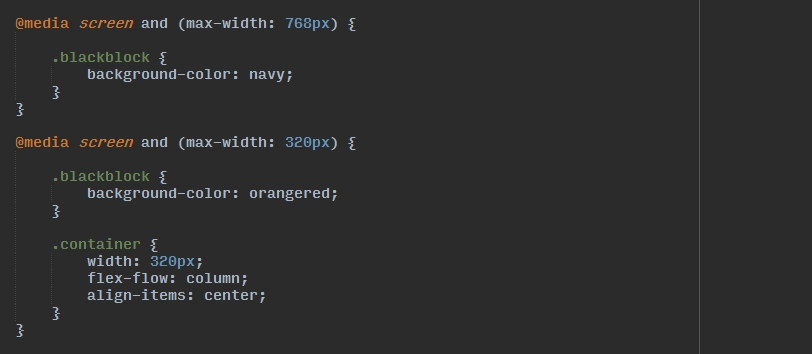 @media screen and (max-width: 768px) {
.blackblock {
background-color: navy;
}
}
@media screen and (max-width: 320px) {
.blackblock {
background-color: orangered;
}
.container {
width: 320px;
flex-flow: column;
align-items: center;
}
}